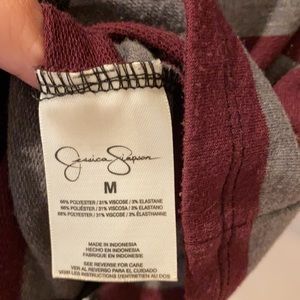 Jessica Simpson
M
66% POLYESTER / 31% VISCOSE / 3% ELASTANE
66% POLYESTER / 31% VISCOSA / 3% ELASTANO
66% POLYESTER / 31% VISCOSE / 3% ÉLASTHANNE
MADE IN INDONESIA
HECHO EN INDONESIA
FABRIQUÉ EN INDONÉSIE
SEE REVERSE FOR CARE
VER AL REVERSO PARA EL CUIDADO
VOIR LES INSTRUCTIONS D'ENTRETIEN AU DOS